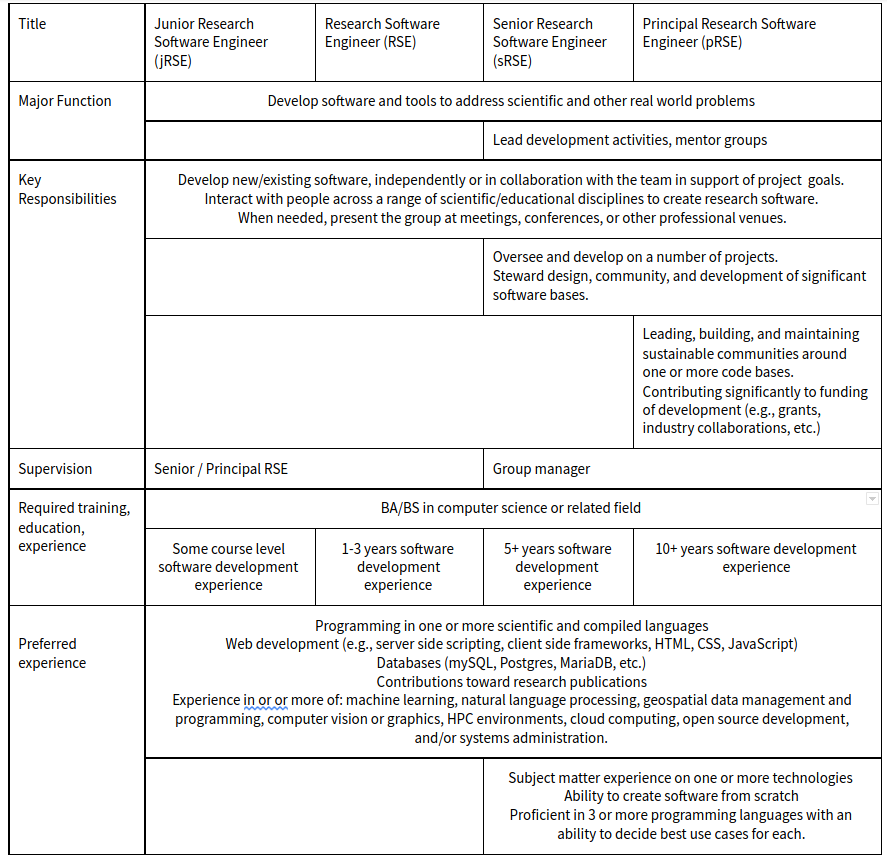 Title
Junior Research
Software Engineer
(jRSE)
Research Software
Engineer (RSE)
Senior Research
Software Engineer
(sRSE)
Principal Research Software
Engineer (pRSE)
Major Function
Develop software and tools to address scientific and other real world problems
Lead development activities, mentor groups
Key
Responsibilities
Develop new/existing software, independently or in collaboration with the team in support of project goals.
Interact with people across a range of scientific/educational disciplines to create research software.
When needed, present the group at meetings, conferences, or other professional venues.
Oversee and develop on a number of projects.
Steward design, community, and development of significant
software bases.
Leading, building, and maintaining
sustainable communities around
one or more code bases.
Contributing significantly to funding
of development (e.g., grants,
industry collaborations, etc.)
Supervision
Senior / Principal RSE
Group manager
Required training,
education,
experience
BA/BS in computer science or related field
Some course level
software development
experience
1-3 years software
development
experience
5+ years software
development
experience
10+ years software development
experience
Preferred
experience
Programming in one or more scientific and compiled languages
Web development (e.g., server side scripting, client side frameworks, HTML, CSS, JavaScript)
Databases (mySQL, Postgres, MariaDB, etc.)
Contributions toward research publications
Experience in or or more of: machine learning, natural language processing, geospatial data management and
programming, computer vision or graphics, HPC environments, cloud computing, open source development,
and/or systems administration.
Subject matter experience on one or more technologies
Ability to create software from scratch
Proficient in 3 or more programming languages with an
ability to decide best use cases for each.